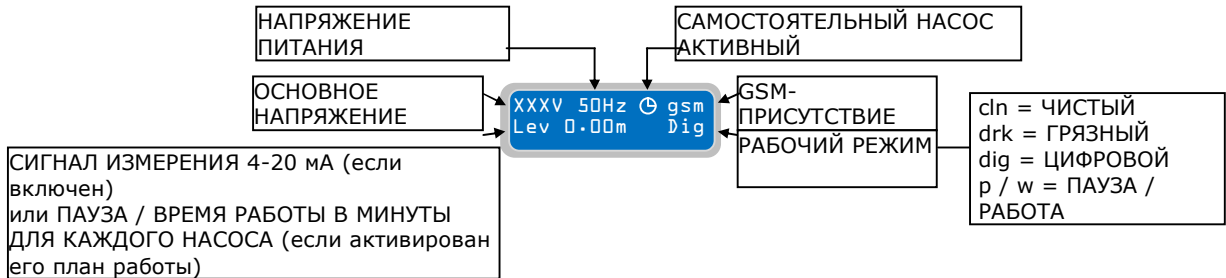 НАПРЯЖЕНИЕ
ПИТАНИЯ
САМОСТОЯТЕЛЬНЫЙ НАСОС
АКТИВНЫЙ
ОСНОВНОЕ
НАПРЯЖЕНИЕ
XXXV 50Hz gsm
Lev 0.00m Dig
GSM-
ПРИСУТСТВИЕ
РАБОЧИЙ РЕЖИМ
cln = ЧИСТЫЙ
drk = ГРЯЗНЫЙ
dig = ЦИФРОВОЙ
p / w = ПАУЗА /
РАБОТА
СИГНАЛ ИЗМЕРЕНИЯ 4-20 мА (если
включен)
или ПАУЗА / ВРЕМЯ РАБОТЫ В МИНУТЫ
ДЛЯ КАЖДОГО НАСОСА (если активирован
его план работы)